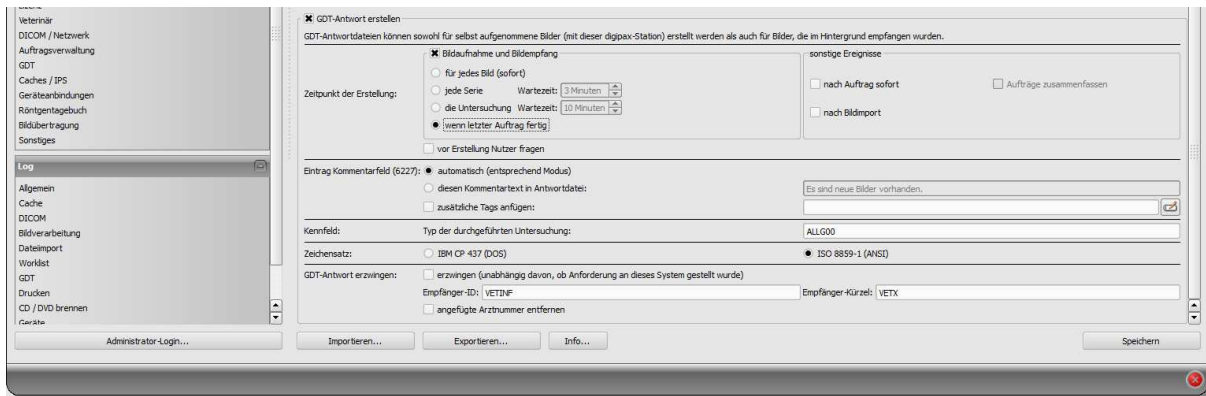 Veterinär
DICOM / Netzwerk
Auftragsverwaltung
GDT
Caches / IPS
Geräteanbindungen
Röntgentagebuch
Bildübertragung
Sonstiges
Log
Allgemein
Cache
DICOM
Bildverarbeitung
Dateiimport
Worklist
GDT
Drucken
CD / DVD brennen
Geräte
Administrator-Login...
GDT-Antwort erstellen
GDT-Antwortdateien können sowohl für selbst aufgenommene Bilder (mit dieser digipax-Station) erstellt werden als auch für Bilder, die im Hintergrund empfangen wurden.
Zeitpunkt der Erstellung:
Bildaufnahme und Bildempfang
für jedes Bild (sofort)
jede Serie Wartezeit: 3 Minuten
die Untersuchung Wartezeit: 10 Minuten
wenn letzter Auftrag fertig
vor Erstellung Nutzer fragen
sonstige Ereignisse
nach Auftrag sofort Aufträge zusammenfassen
nach Bildimport
Eintrag Kommentarfeld (6227): automatisch (entsprechend Modus)
diesen Kommentartext in Antwortdatei: Es sind neue Bilder vorhanden.
zusätzliche Tags anfügen:
Kennfeld: Typ der durchgeführten Untersuchung: ALLG00
Zeichensatz: IBM CP 437 (DOS) ISO 8859-1 (ANSI)
GDT-Antwort erzwingen: erzwingen (unabhängig davon, ob Anforderung an dieses System gestellt wurde)
Empfänger-ID: VETINF Empfänger-Kürzel: VETX
angefügte Arztnummer entfernen
Importieren... Exportieren... Info... Speichern